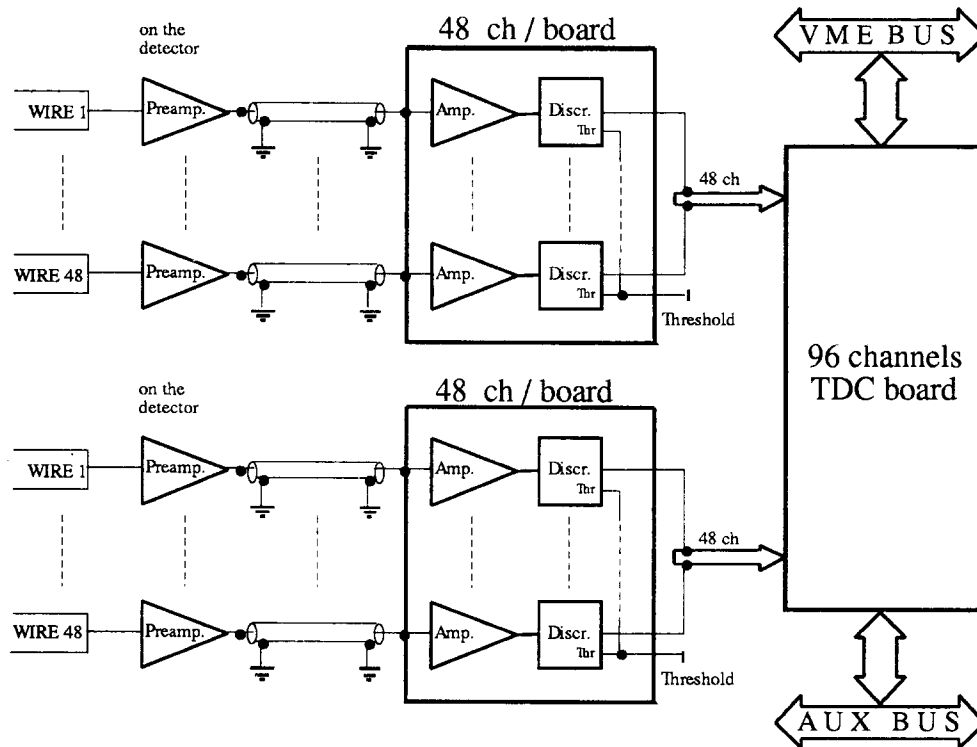 on the
detector
48 ch / board
VME BUS
WIRE 1
Preamp.
Amp.
Discr.
Thr
48 ch
WIRE 48
Preamp.
Amp.
Discr.
Thr
Threshold
96 channels
TDC board
on the
detector
48 ch / board
WIRE 1
Preamp.
Amp.
Discr.
Thr
48 ch
WIRE 48
Preamp.
Amp.
Discr.
Thr
Threshold
AUX BUS